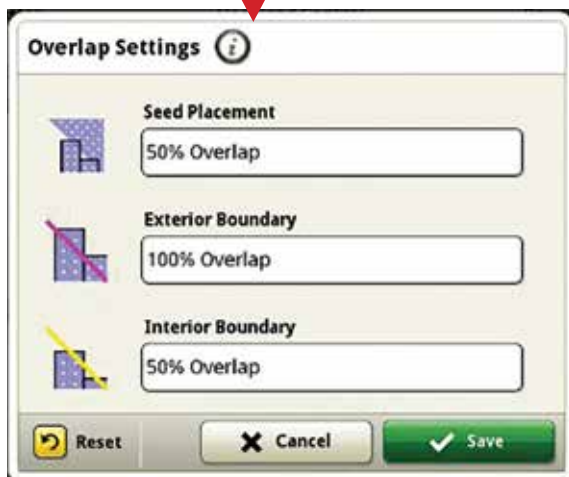 Overlap Settings i
Seed Placement
50% Overlap
Exterior Boundary
100% Overlap
Interior Boundary
50% Overlap
Reset Cancel Save